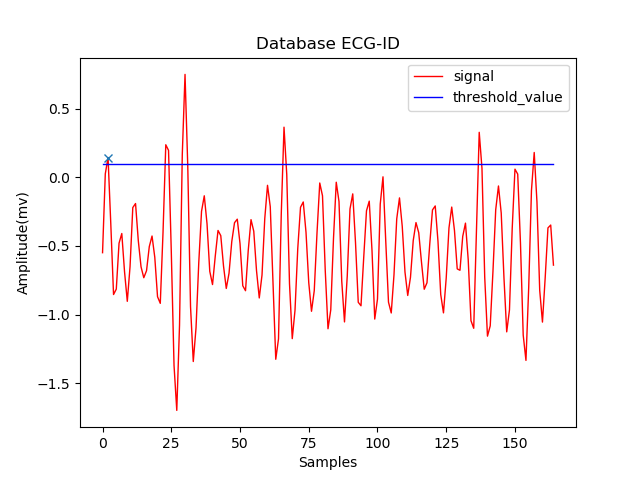 Database ECG-ID
signal
threshold_value
0.5
0.0
−0.5
−1.0
−1.5
Amplitude(mv)
0 25 50 75 100 125 150
Samples